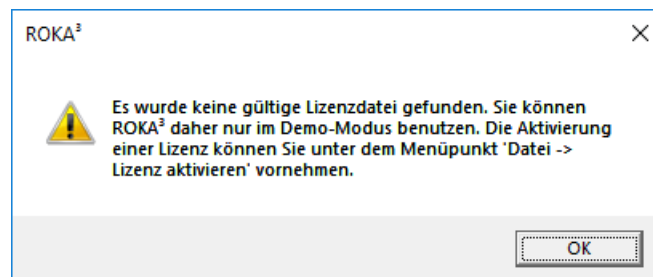 ROKA³
Es wurde keine gültige Lizenzdatei gefunden. Sie können
ROKA³ daher nur im Demo-Modus benutzen. Die Aktivierung
einer Lizenz können Sie unter dem Menüpunkt 'Datei ->
Lizenz aktivieren' vornehmen.
OK